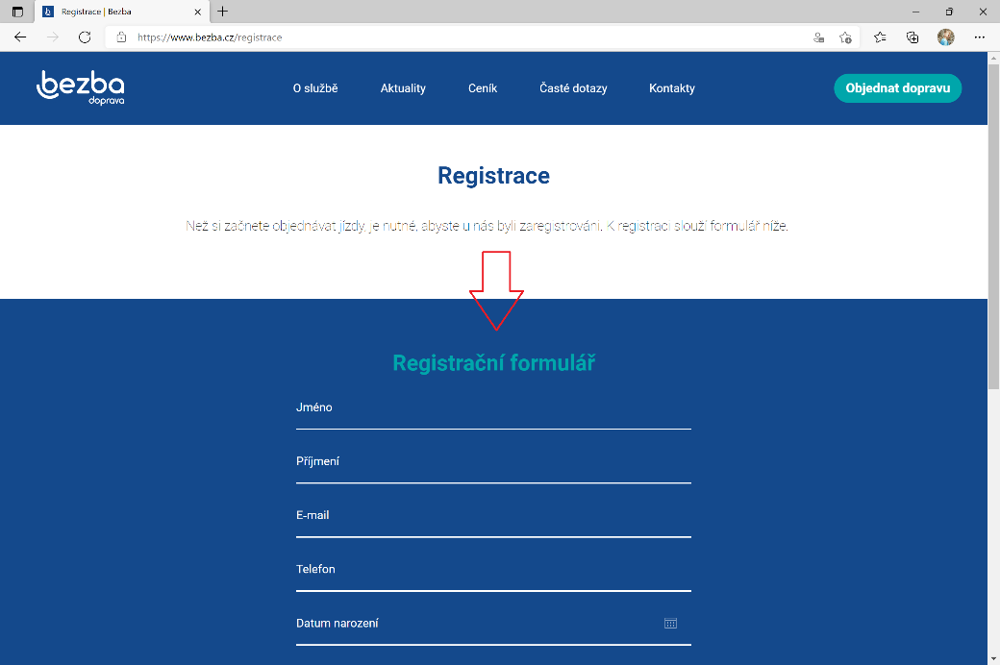 Registrace | Bezba
https://www.bezba.cz/registrace
bezba
doprava
O službě
Aktuality
Ceník
Časté dotazy
Kontakty
Objednat dopravu
Registrace
Než si začnete objednávat jízdy, je nutné, abyste u nás byli zaregistrováni. K registraci slouží formulář níže.
Registrační formulář
Jméno
Příjmení
E-mail
Telefon
Datum narození